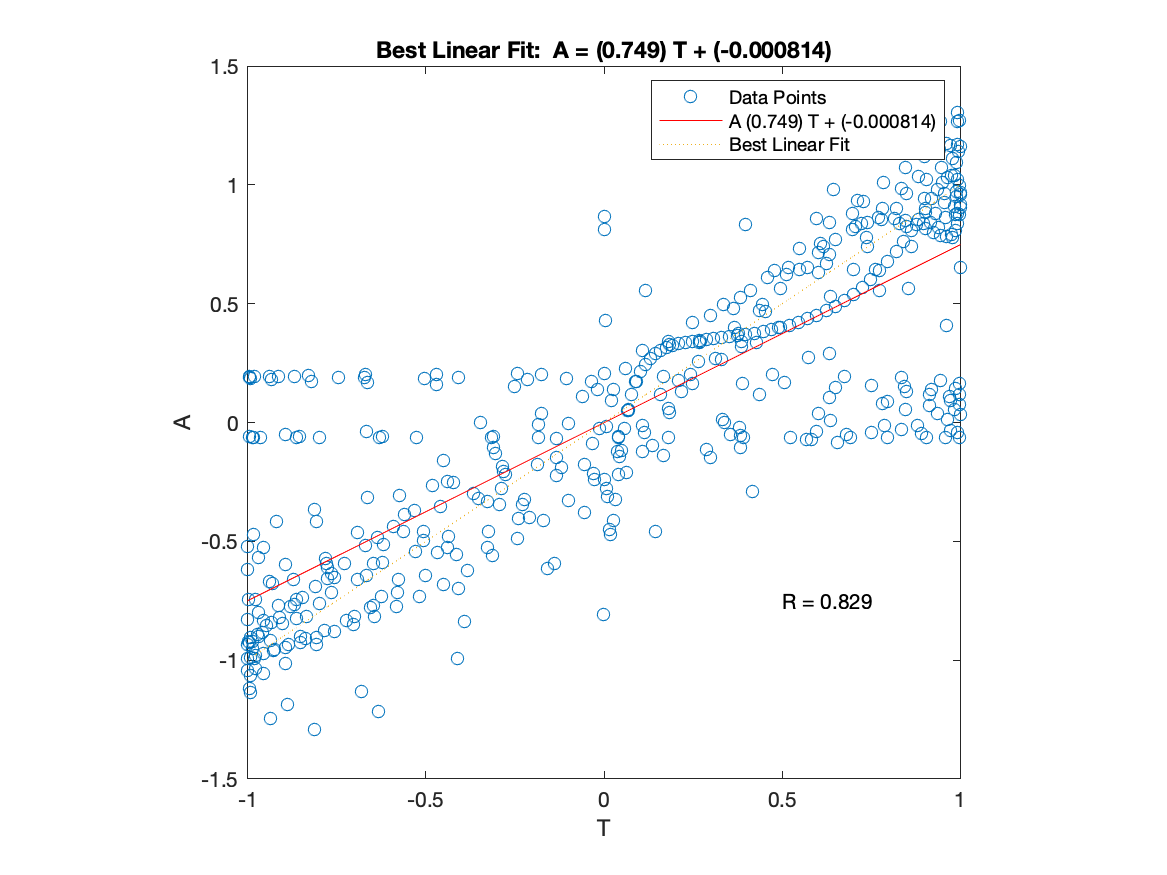 Best Linear Fit:  A = (0.749) T + (-0.000814)
1.5
Data Points
A (0.749) T + (-0.000814)
Best Linear Fit
1
0.5
A
0
-0.5
R = 0.829
-1
-1.5
-1 -0.5 0 0.5 1
T